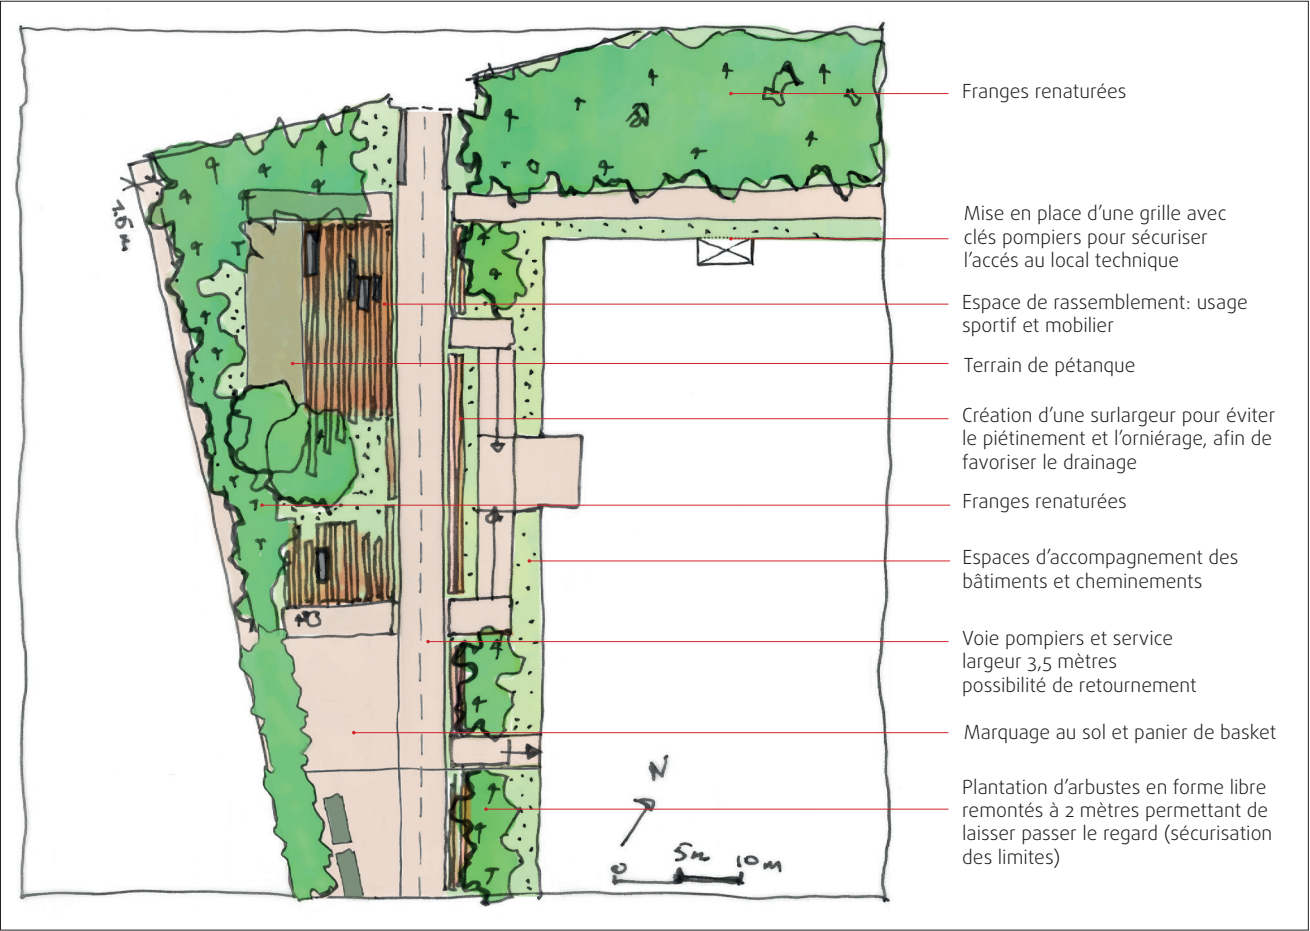 Franges renaturées
Mise en place d’une grille avec
clés pompiers pour sécuriser
l’accés au local technique
Espace de rassemblement: usage
sportif et mobilier
Terrain de pétanque
Création d’une surlargeur pour éviter
le piétinement et l’orniérage, afin de
favoriser le drainage
Franges renaturées
Espaces d’accompagnement des
bâtiments et cheminements
Voie pompiers et service
largeur 3,5 mètres
possibilité de retournement
Marquage au sol et panier de basket
Plantation d’arbustes en forme libre
remontés à 2 mètres permettant de
laisser passer le regard (sécurisation
des limites)
N
0 5m 10m